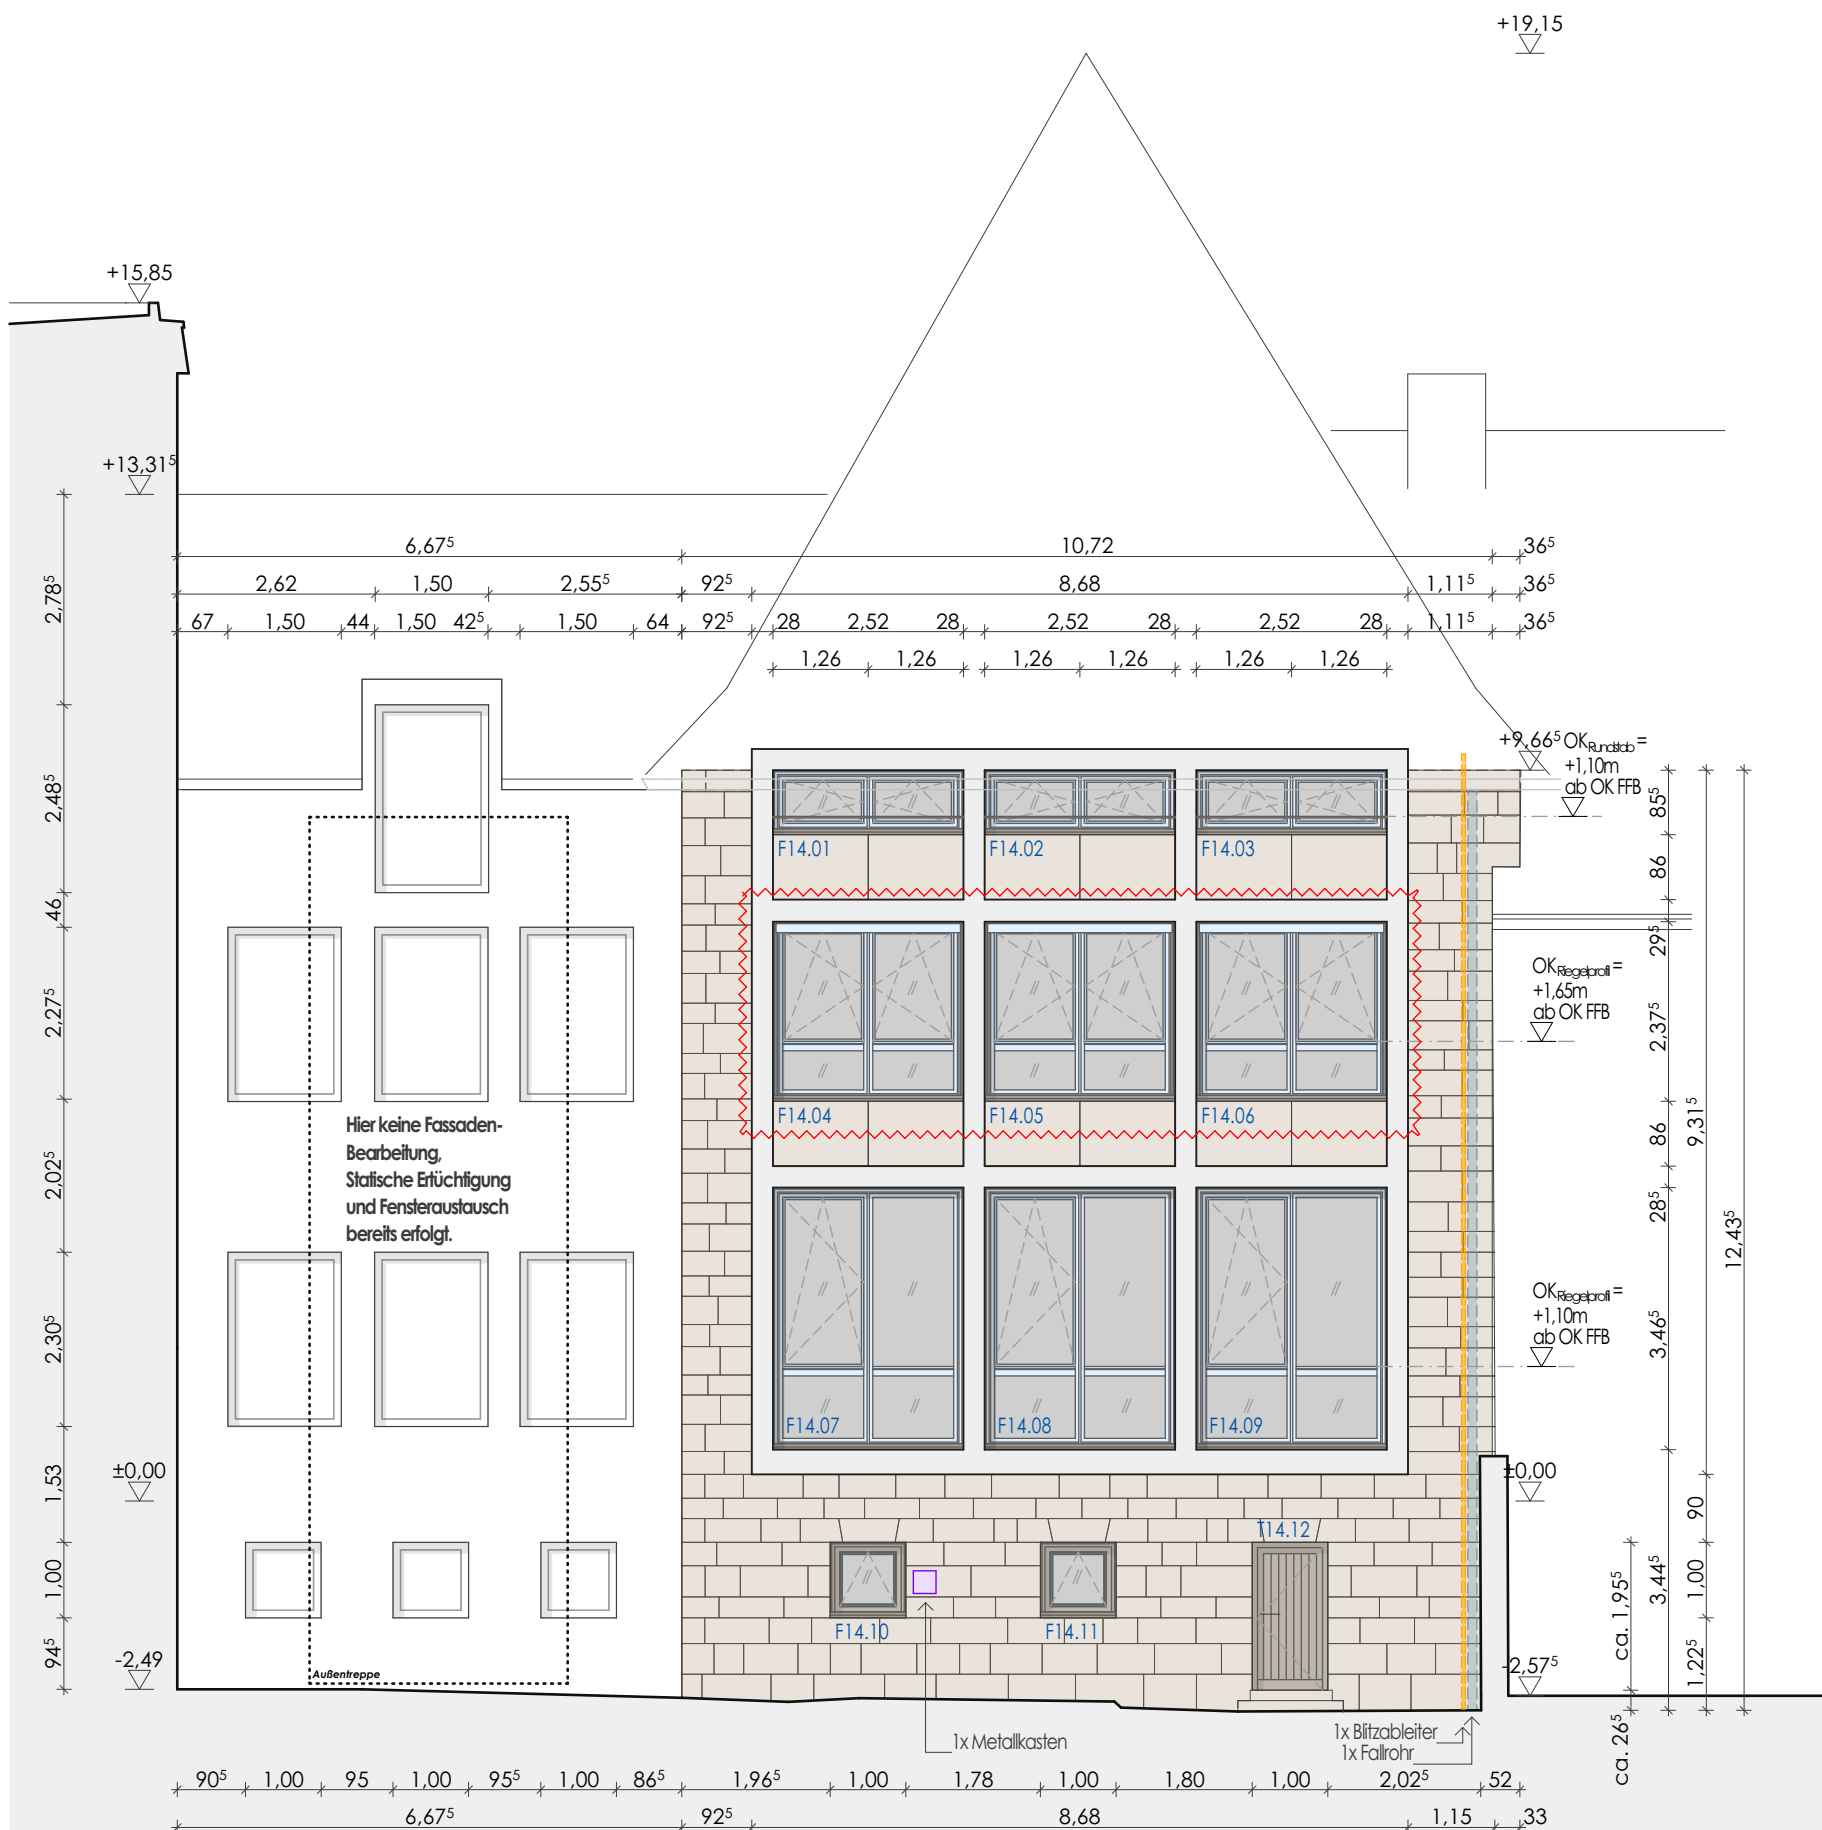 +19,15
+15,85
+13,31⁵
6,67⁵ 10,72 36⁵
2,62 1,50 2,55⁵ 92⁵ 8,68 1,11⁵ 36⁵
67 1,50 44 1,50 42⁵ 1,50 64 92⁵ 28 2,52 28 2,52 28 2,52 28 1,11⁵ 36⁵
1,26 1,26 1,26 1,26 1,26 1,26
2,78⁵
2,48⁵
46
2,27⁵
2,02⁵
2,30⁵
1,53
1,00
94⁵
+9,66⁵ OK Rundstab =
+1,10m
ab OK FFB
F14.01 F14.02 F14.03
OK Riegelprofil =
+1,65m
ab OK FFB
F14.04 F14.05 F14.06
Hier keine Fassaden-
Bearbeitung,
Statische Ertüchtigung
und Fensteraustausch
bereits erfolgt.
OK Riegelprofil =
+1,10m
ab OK FFB
F14.07 F14.08 F14.09
85⁵
86
29⁵
2,37⁵
86
28⁵
3,46⁵
9,31⁵
12,43⁵
±0,00
±0,00
T14.12
F14.10 F14.11
90
1,00
1,22⁵
3,44⁵
ca. 1,95⁵
ca. 26⁵
-2,49
-2,57⁵
Außentreppe
1x Metallkasten
1x Blitzableiter
1x Fallrohr
90⁵ 1,00 95 1,00 95⁵ 1,00 86⁵ 1,96⁵ 1,00 1,78 1,00 1,80 1,00 2,02⁵ 52
6,67⁵ 92⁵ 8,68 1,15 33